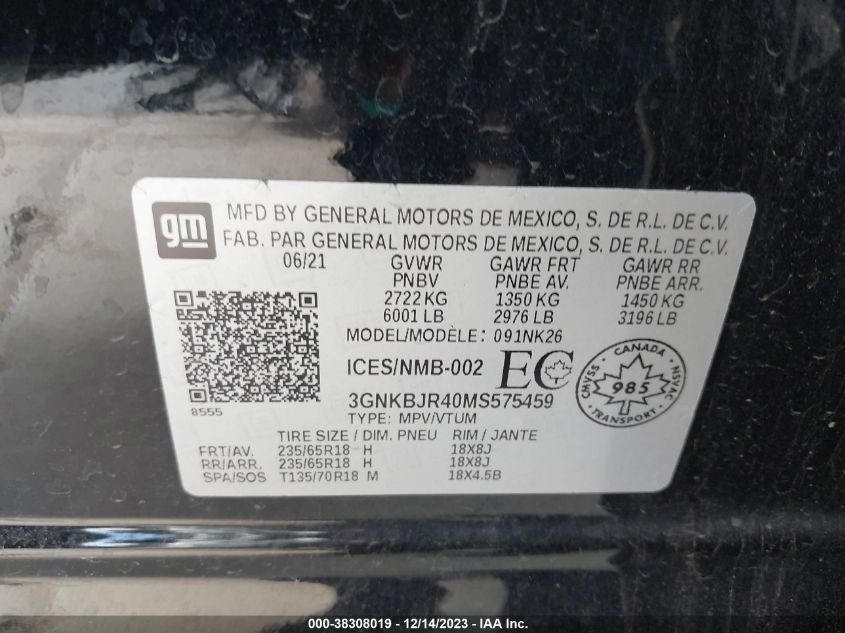 gm
MFD BY GENERAL MOTORS DE MEXICO, S. DE R.L. DE C.V.
FAB. PAR GENERAL MOTORS DE MEXICO, S. DE R.L. DE C.V.
06/21 GVWR GAWR FRT GAWR RR
PNBV PNBE AV. PNBE ARR.
2722 KG 1350 KG 1450 KG
6001 LB 2976 LB 3196 LB
MODEL/MODÈLE: 091NK26
ICES/NMB-002 EC
CANADA
CMVSS 985 NSVAC
TRANSPORT
3GNKBJR40MS575459
8555
TYPE: MPV/VTUM
TIRE SIZE / DIM. PNEU RIM / JANTE
FRT/AV. 235/65R18 H 18X8J
RR/ARR. 235/65R18 H 18X8J
SPA/SOS T135/70R18 M 18X4.5B
000-38308019 - 12/14/2023 - IAA Inc.